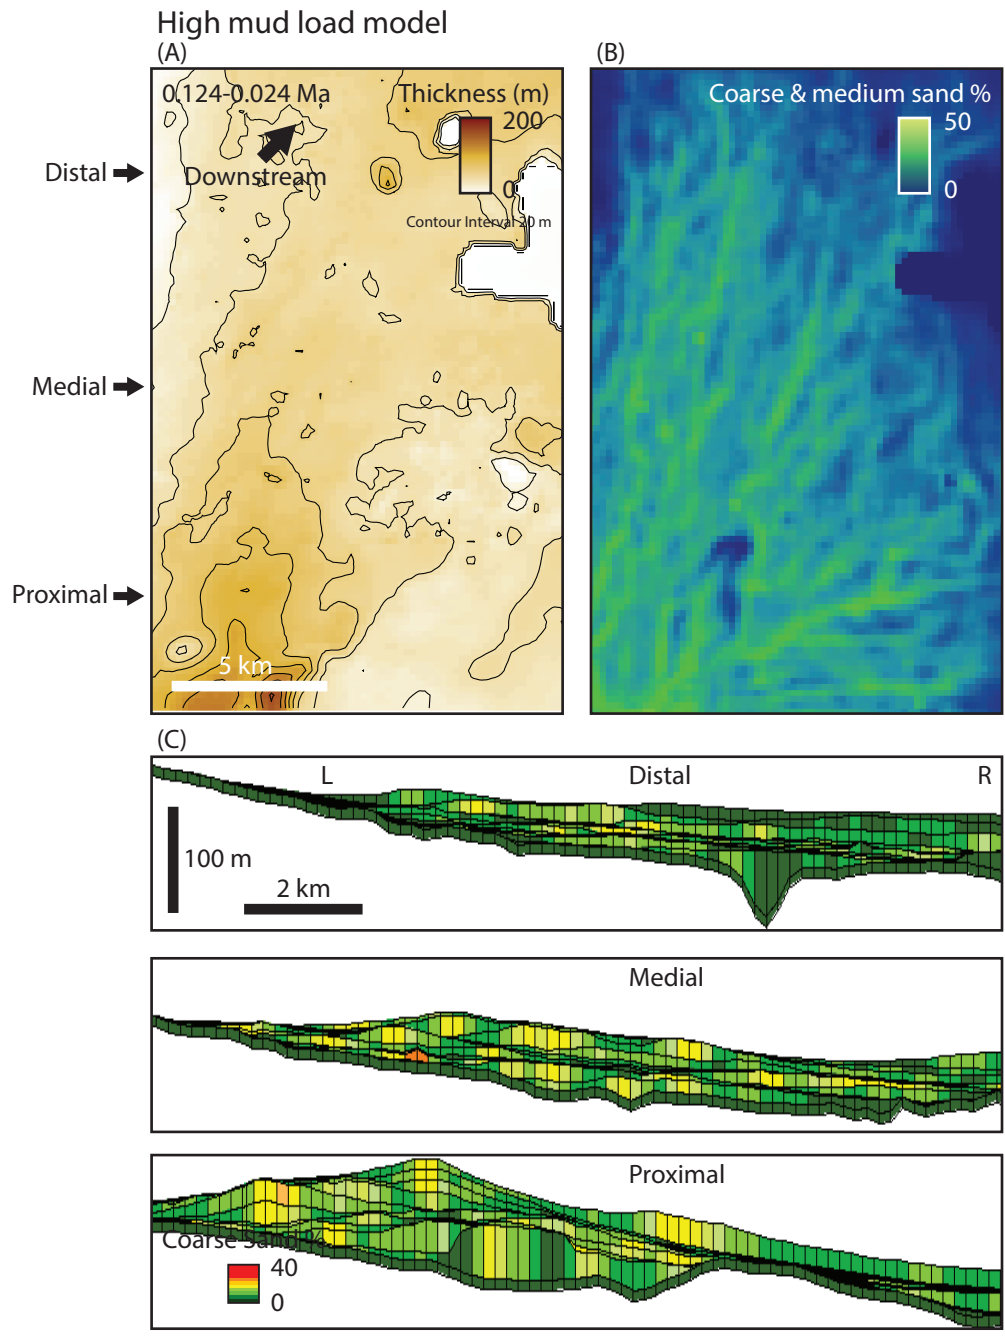 High mud load model
(A)
(B)
0.124-0.024 Ma
Thickness (m)
200
0
Downstream
Contour Interval 20 m
Coarse & medium sand %
50
0
Distal
Medial
Proximal
5 km
(C)
L
Distal
R
100 m
2 km
Medial
Proximal
Coarse Sand %
40
0